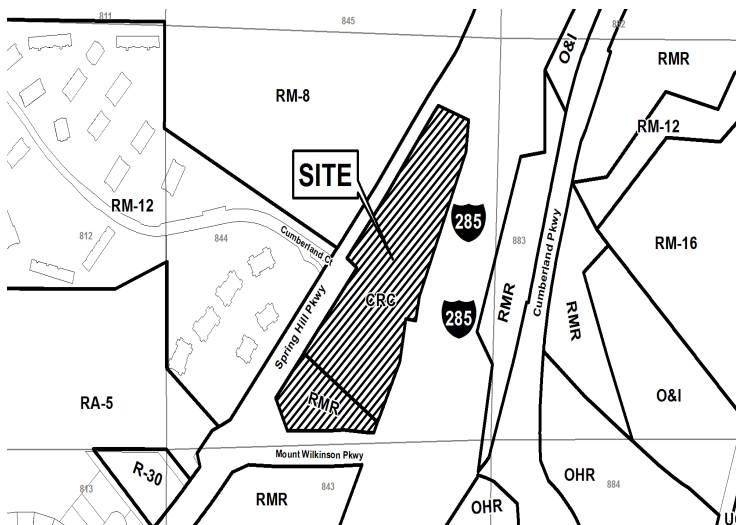 811
845
O&I
852
RMR
RM-8
RM-12
SITE
RM-12
285
883
RM-16
812
844
Cumberland Ct
Cumberland Pkwy
Spring Hill Pkwy
CRC
RMR
285
RMR
RA-5
RMR
O&I
Mount Wilkinson Pkwy
R-30
813
RMR
843
OHR
OHR
884